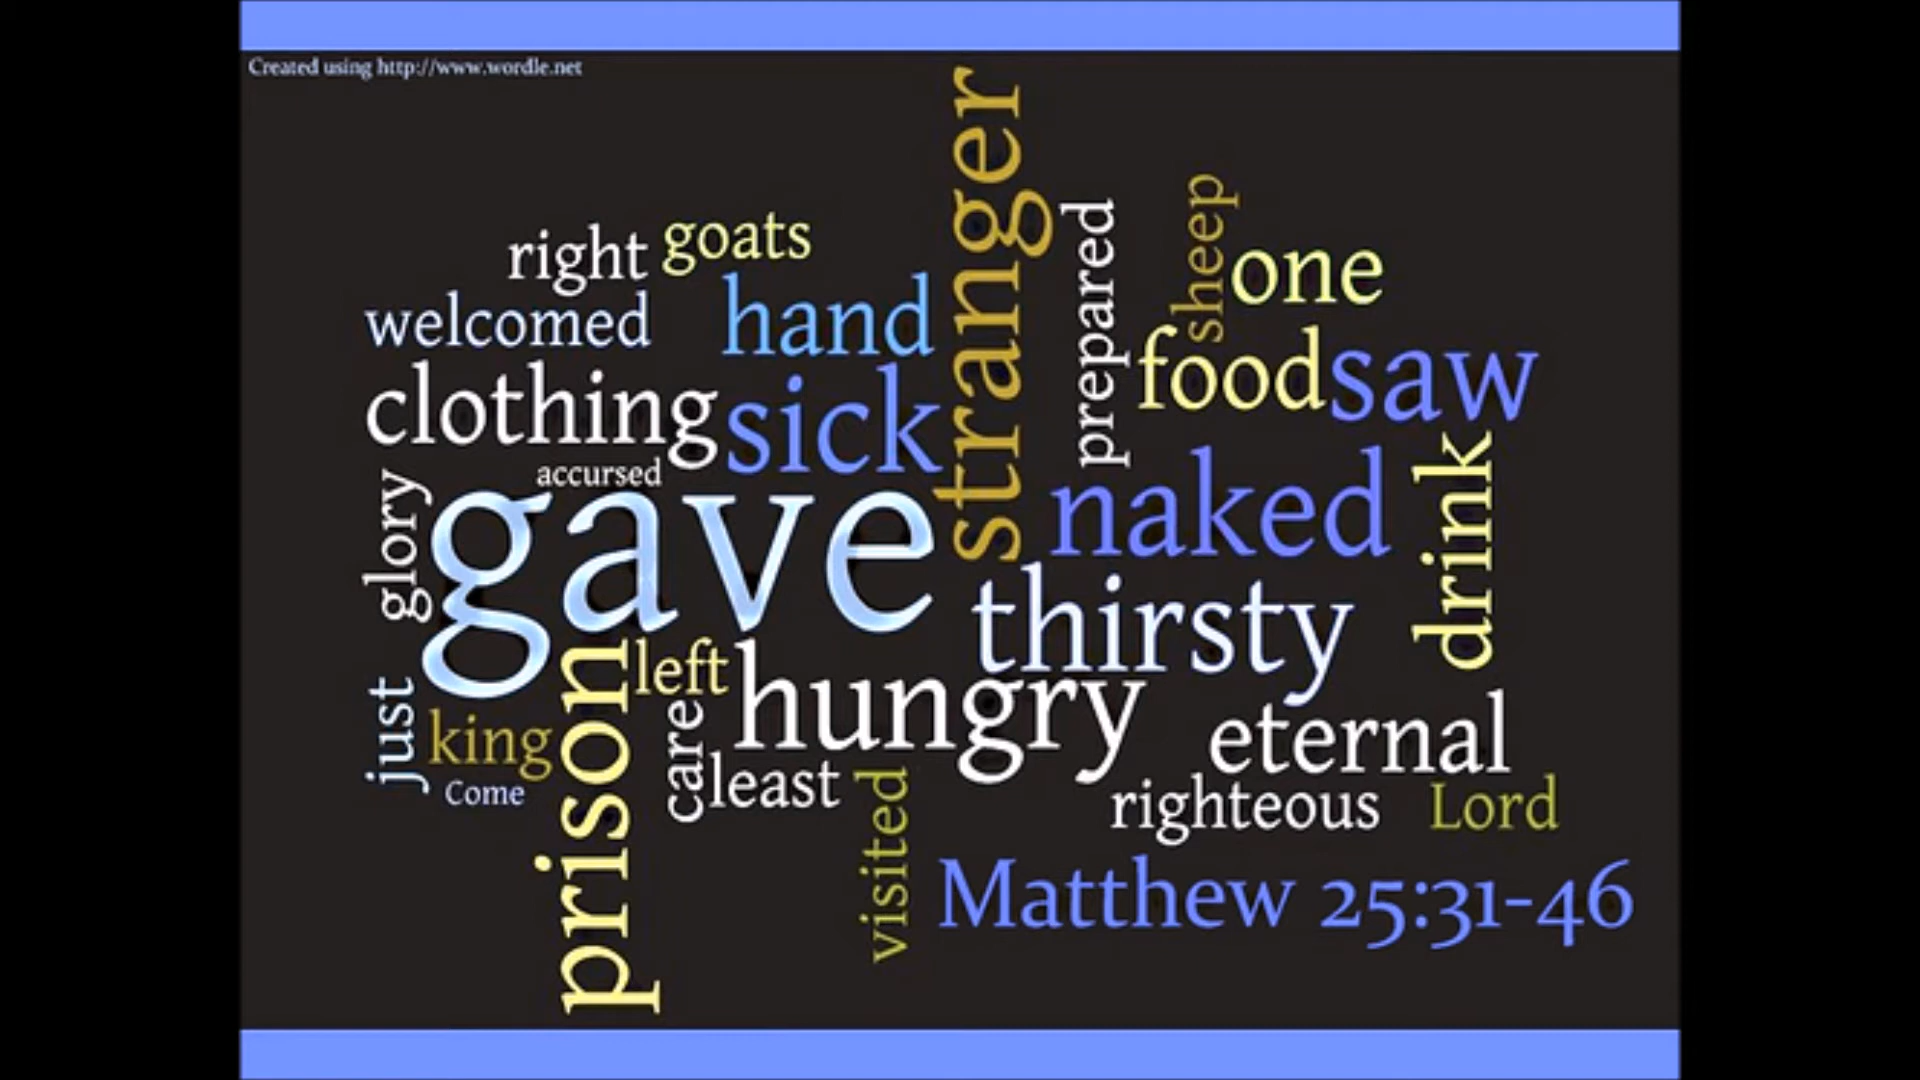 Created using http://www.wordle.net
stranger
sheep
prepared
right
goats
one
welcomed
hand
food
saw
clothing
sick
accursed
naked
drink
glory
gave
thirsty
left
hungry
prison
just
king
care
eternal
Come
least
visited
righteous
Lord
Matthew 25:31-46